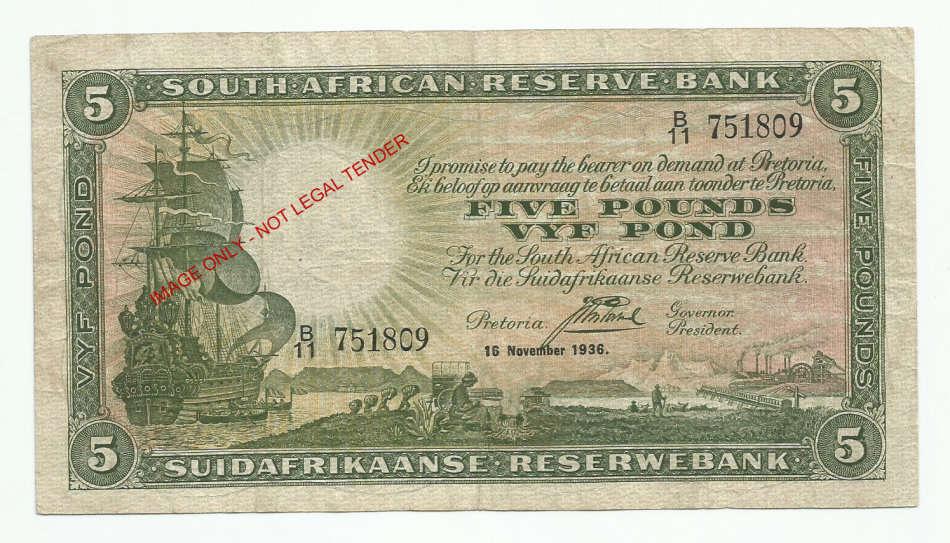 5 SOUTH·AFRICAN·RESERVE·BANK 5
B/11 751809
IMAGE ONLY - NOT LEGAL TENDER
I promise to pay the bearer on demand at Pretoria,
Ek beloof op aanvraag te betaal aan toonder te Pretoria,
FIVE POUNDS
VYF POND
For the South African Reserve Bank.
Vir die Suidafrikaanse Reserwebank.
VYF POND
FIVE POUNDS
B/11 751809
Pretoria.
Governor.
President.
16 November 1936.
5 SUIDAFRIKAANSE·RESERWEBANK 5